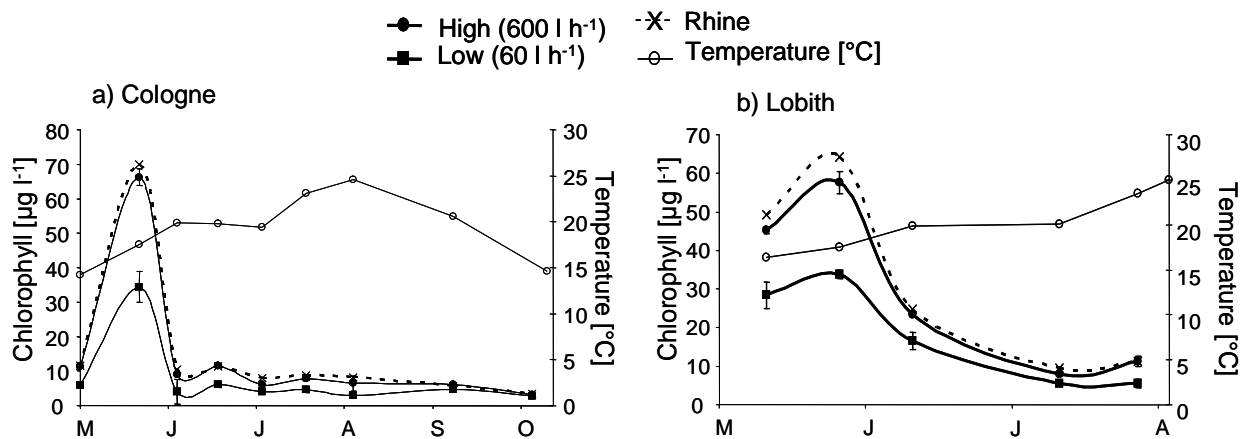 High (600 l h⁻¹)
Low (60 l h⁻¹)
Rhine
Temperature [°C]
a) Cologne
Chlorophyll [µg l⁻¹]
80
70
60
50
40
30
20
10
0
30
25
20
15
10
5
0
Temperature [°C]
M J J A S O
b) Lobith
Chlorophyll [µg l⁻¹]
70
60
50
40
30
20
10
0
30
25
20
15
10
5
0
Temperature [°C]
M J J A